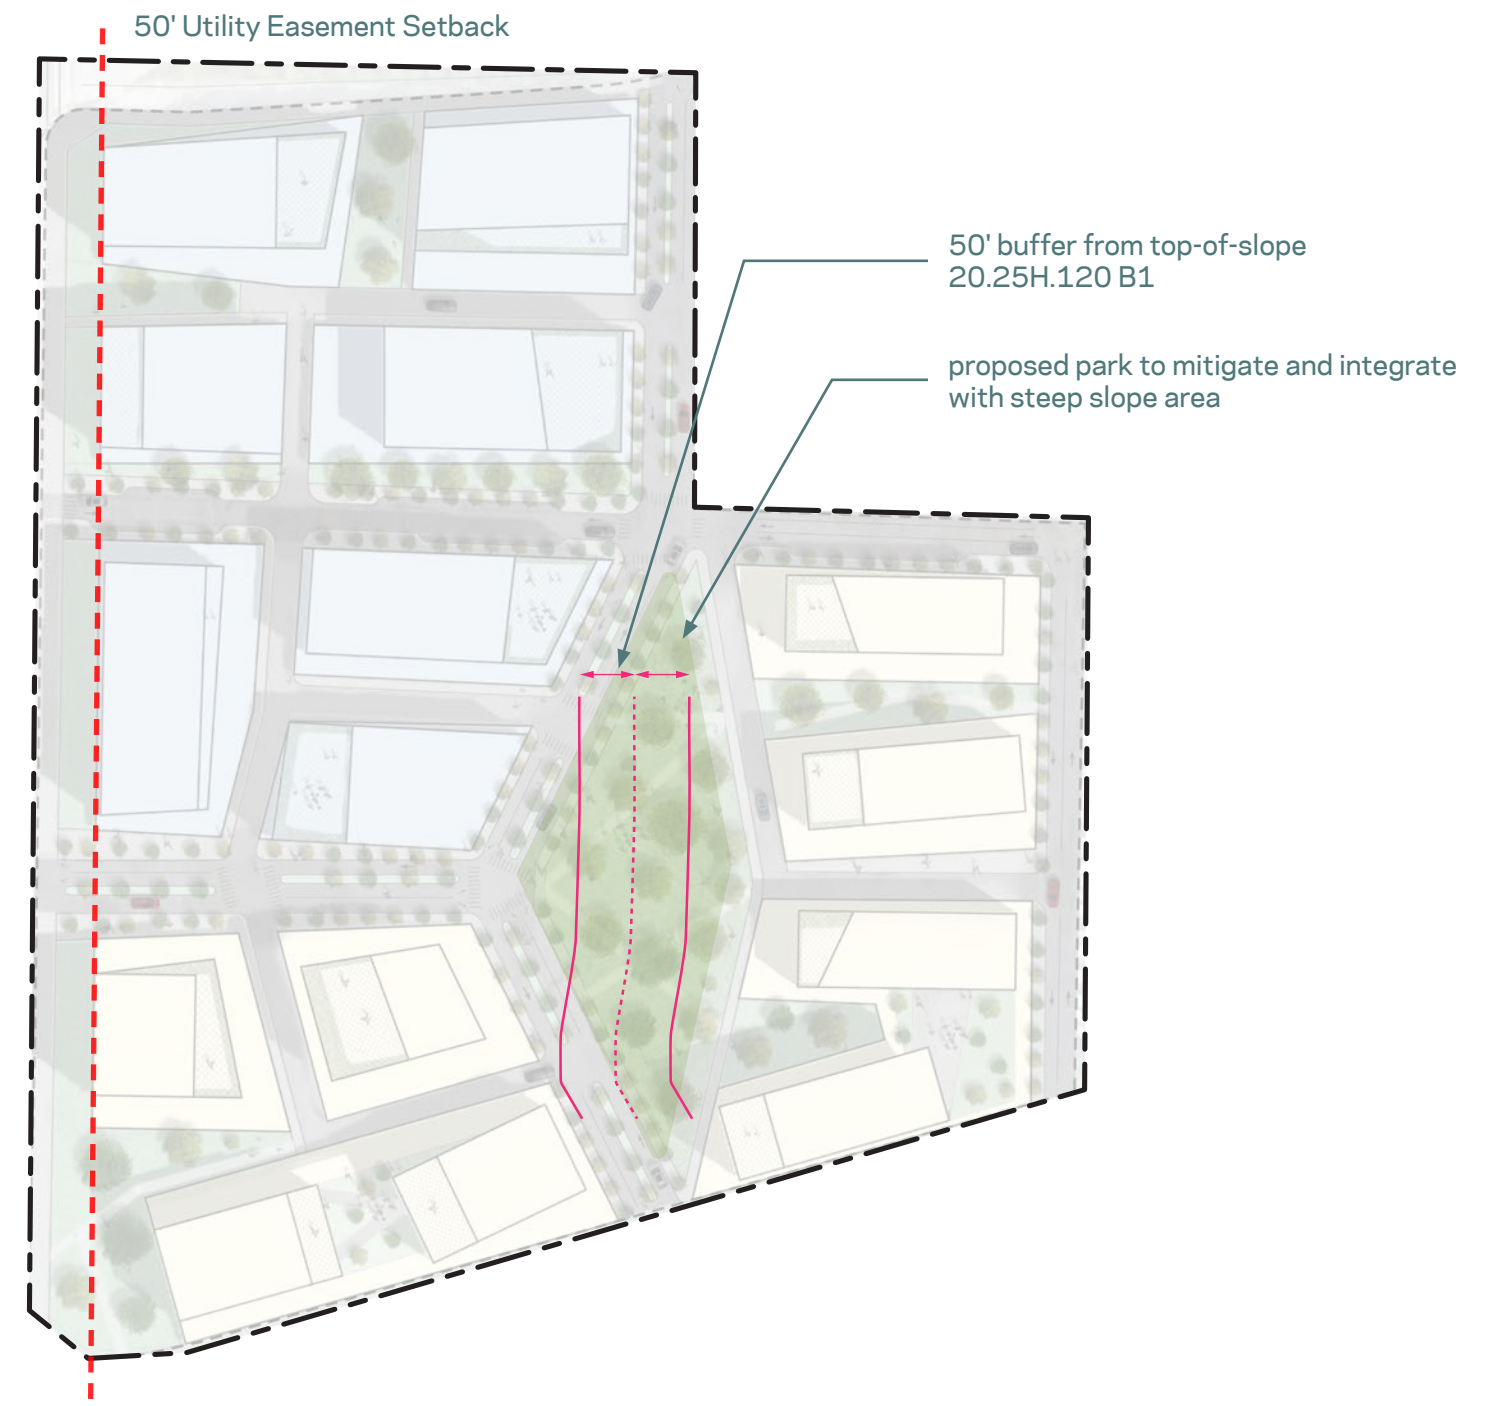 50' Utility Easement Setback
50' buffer from top-of-slope
20.25H.120 B1
proposed park to mitigate and integrate
with steep slope area